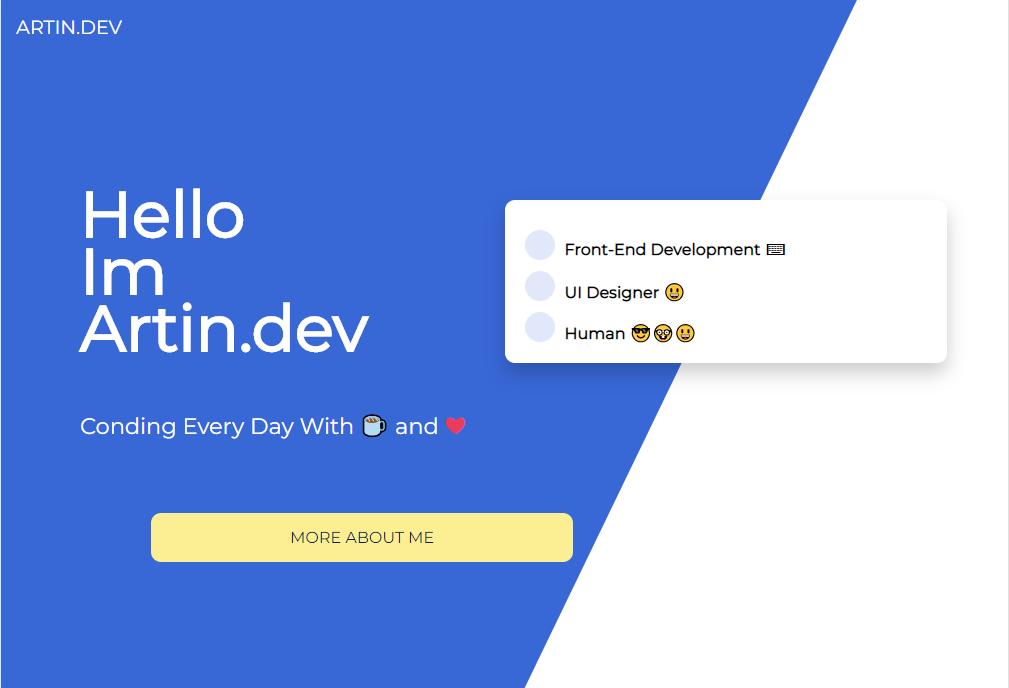 ARTIN.DEV
Hello
Im
Artin.dev
Conding Every Day With ☕ and ❤️
MORE ABOUT ME
Front-End Development ⌨️
UI Designer 😃
Human 😎🤓😃